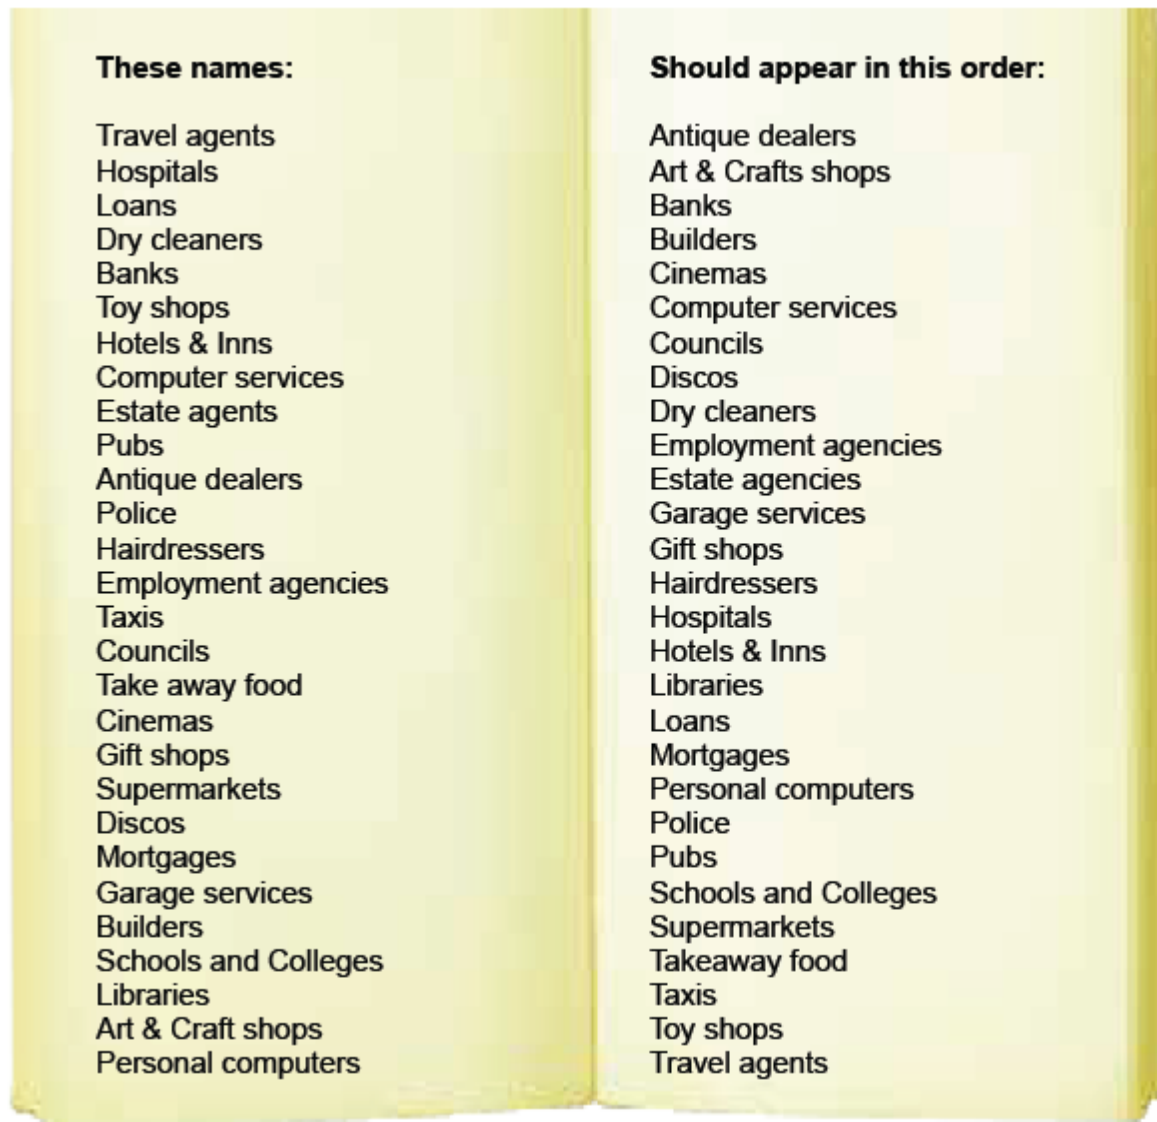 These names:
Travel agents
Hospitals
Loans
Dry cleaners
Banks
Toy shops
Hotels & Inns
Computer services
Estate agents
Pubs
Antique dealers
Police
Hairdressers
Employment agencies
Taxis
Councils
Take away food
Cinemas
Gift shops
Supermarkets
Discos
Mortgages
Garage services
Builders
Schools and Colleges
Libraries
Art & Craft shops
Personal computers
Should appear in this order:
Antique dealers
Art & Crafts shops
Banks
Builders
Cinemas
Computer services
Councils
Discos
Dry cleaners
Employment agencies
Estate agencies
Garage services
Gift shops
Hairdressers
Hospitals
Hotels & Inns
Libraries
Loans
Mortgages
Personal computers
Police
Pubs
Schools and Colleges
Supermarkets
Takeaway food
Taxis
Toy shops
Travel agents